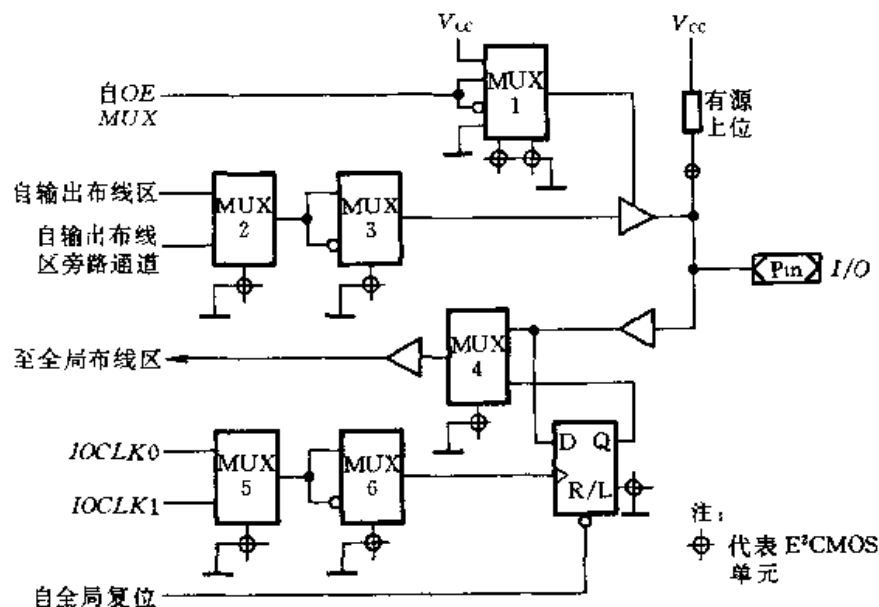 Vcc
Vcc
自OE
MUX
MUX
1
有源
上位
自输出布线区
MUX
2
MUX
3
自输出布线
区旁路通道
Pin
I/O
至全局布线区
MUX
4
IOCLK0
MUX
5
MUX
6
D Q
R/L
IOCLK1
注:
代表 E²CMOS
单元
自全局复位